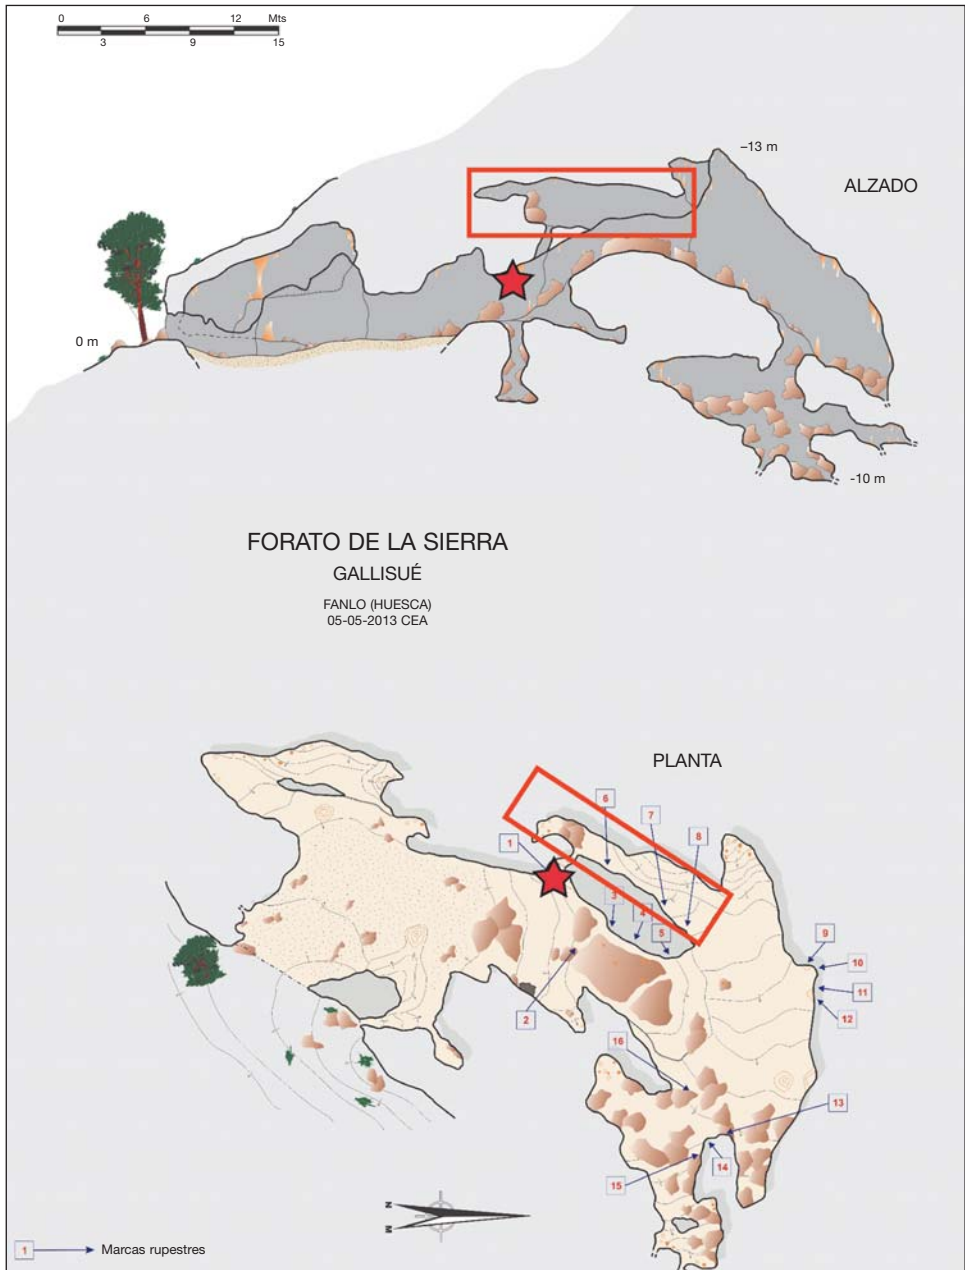 0 6 12 Mts
3 9 15
–13 m
ALZADO
0 m
-10 m
FORATO DE LA SIERRA
GALLISUÉ
FANLO (HUESCA)
05-05-2013 CEA
PLANTA
6
7
8
1
3
4
5
9
10
11
12
2
16
13
14
15
N
M
1 Marcas rupestres